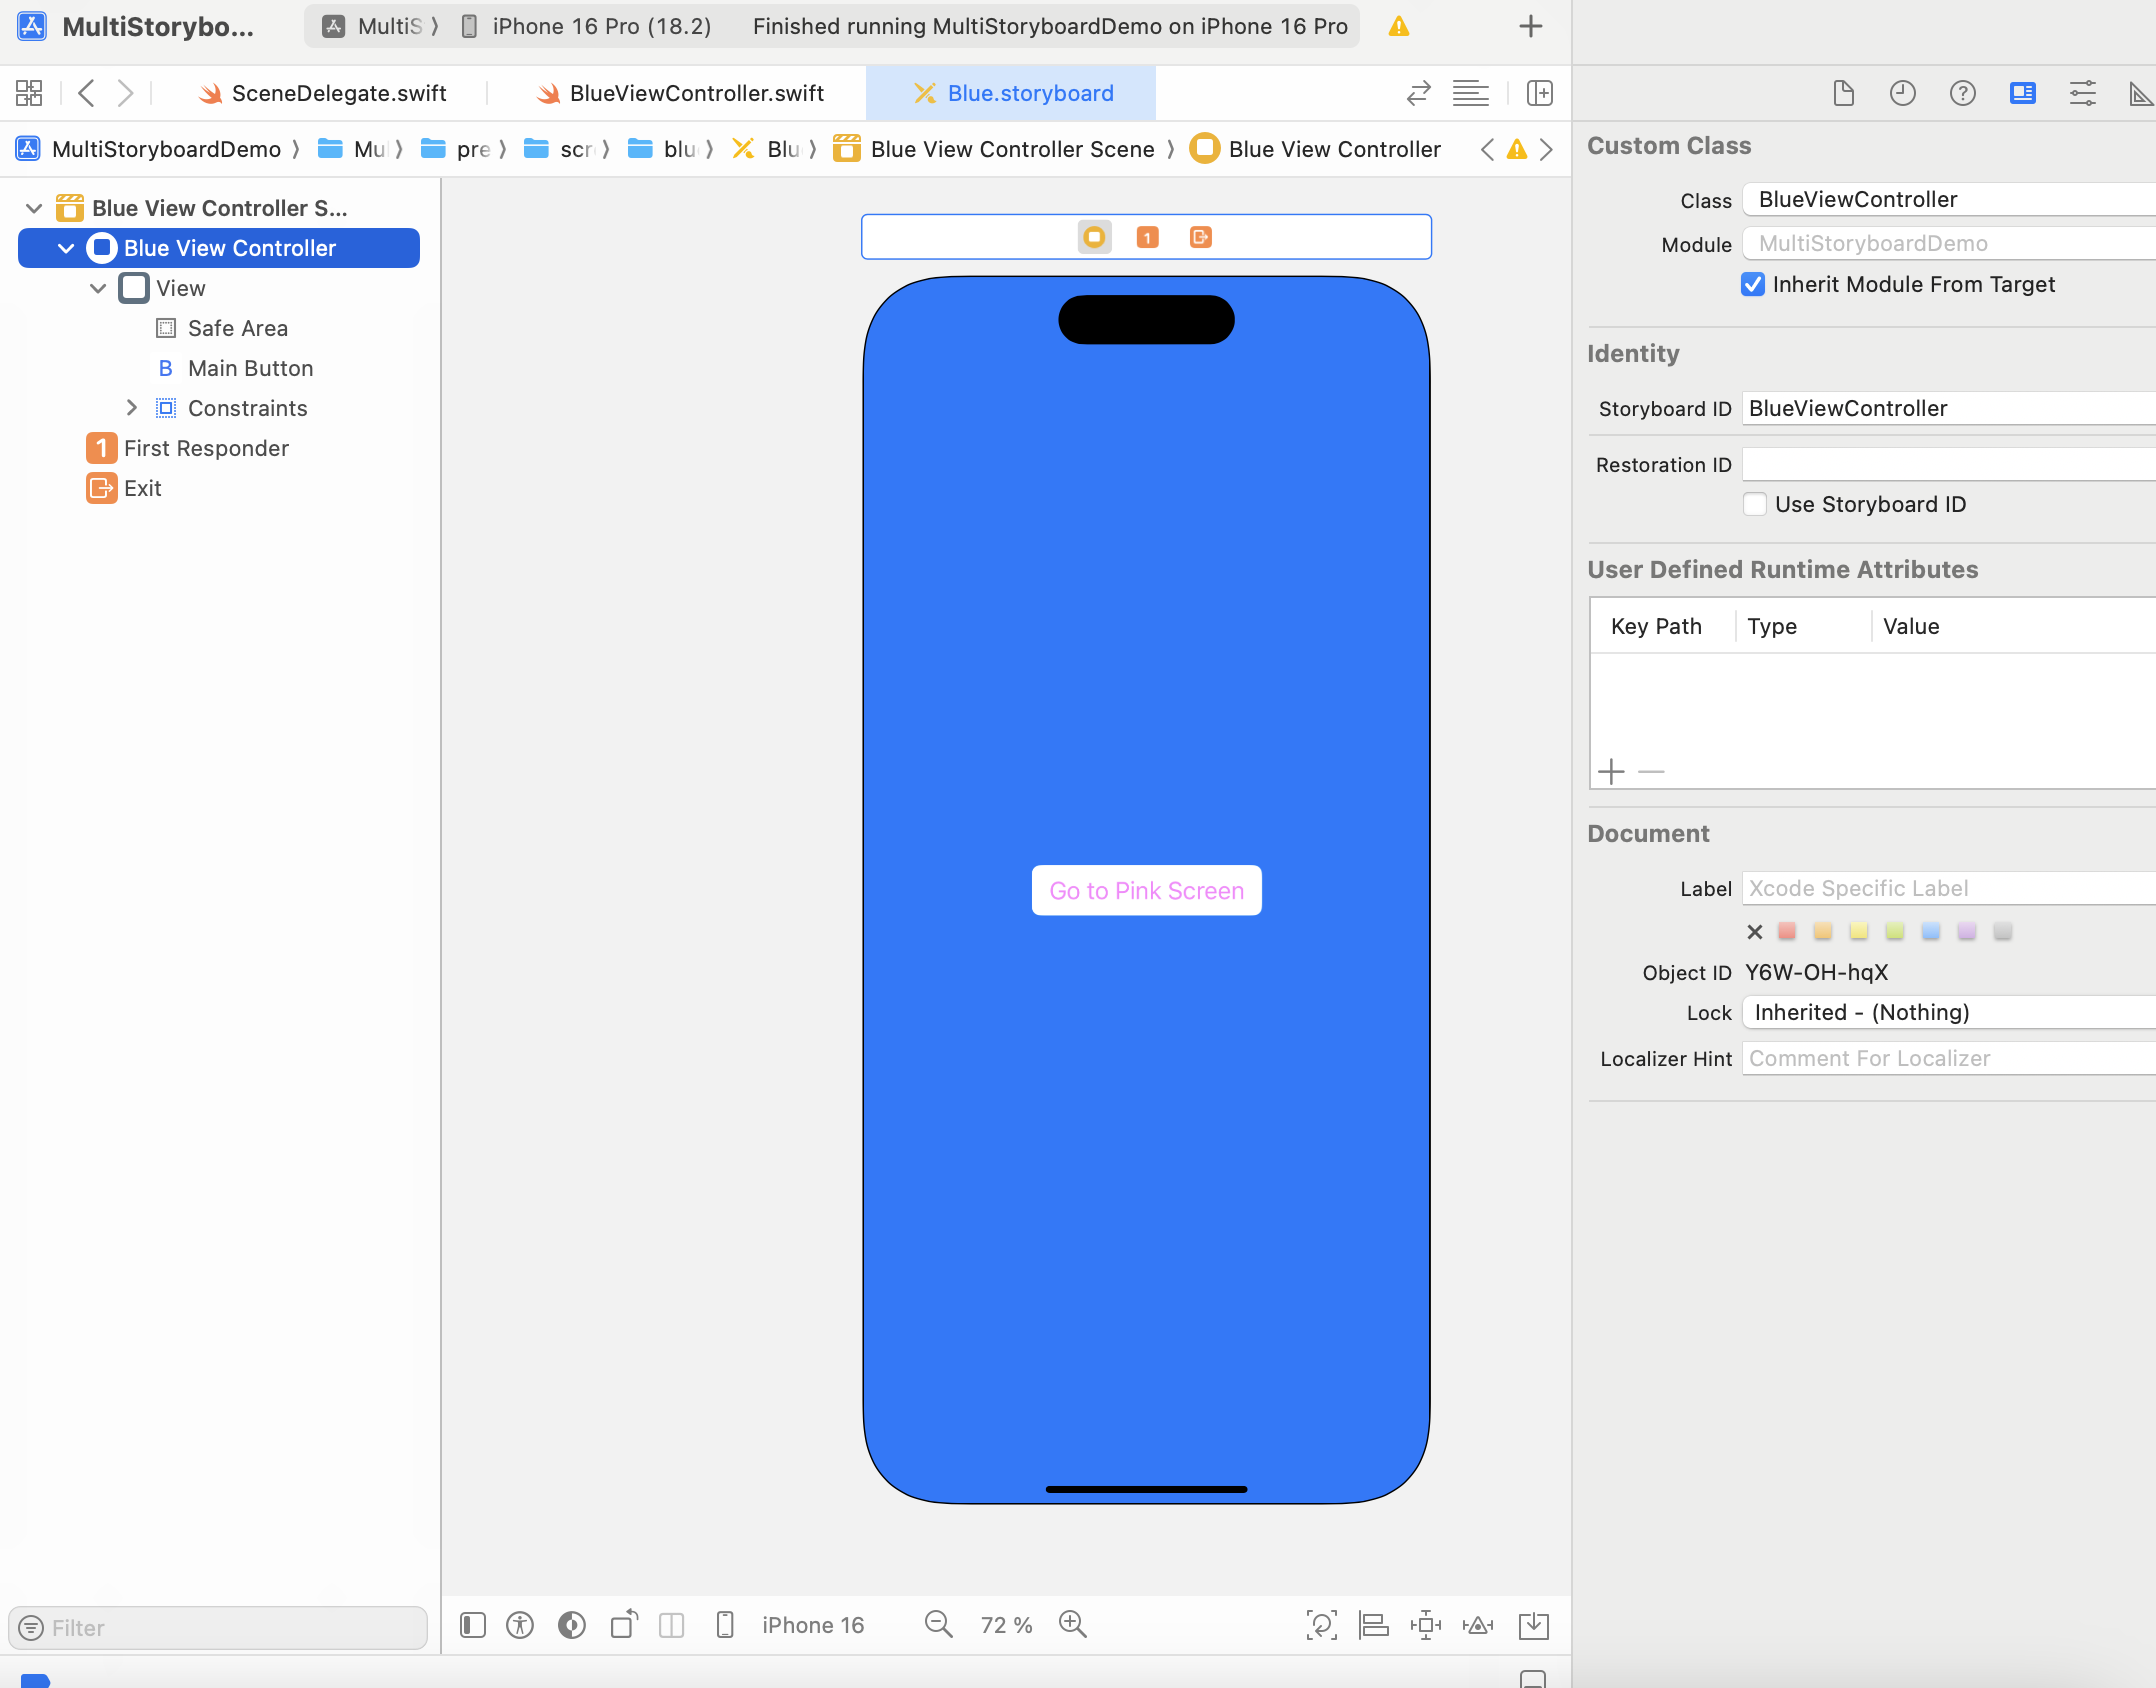 MultiStorybo...
MultiS
iPhone 16 Pro (18.2)
Finished running MultiStoryboardDemo on iPhone 16 Pro
SceneDelegate.swift
BlueViewController.swift
Blue.storyboard
MultiStoryboardDemo
Mul
pre
scr
blu
Blu
Blue View Controller Scene
Blue View Controller
Blue View Controller S...
Blue View Controller
View
Safe Area
B Main Button
Constraints
1 First Responder
Exit
Filter
1
Go to Pink Screen
iPhone 16
72 %
Custom Class
Class BlueViewController
Module MultiStoryboardDemo
Inherit Module From Target
Identity
Storyboard ID BlueViewController
Restoration ID
Use Storyboard ID
User Defined Runtime Attributes
Key Path Type Value
Document
Label Xcode Specific Label
Object ID Y6W-OH-hqX
Lock Inherited - (Nothing)
Localizer Hint Comment For Localizer